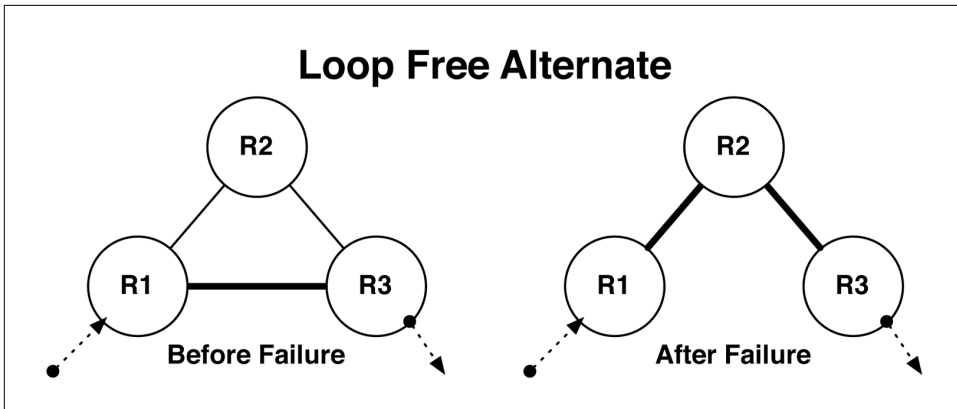 Loop Free Alternate
R2
R1
R3
Before Failure
R2
R1
R3
After Failure